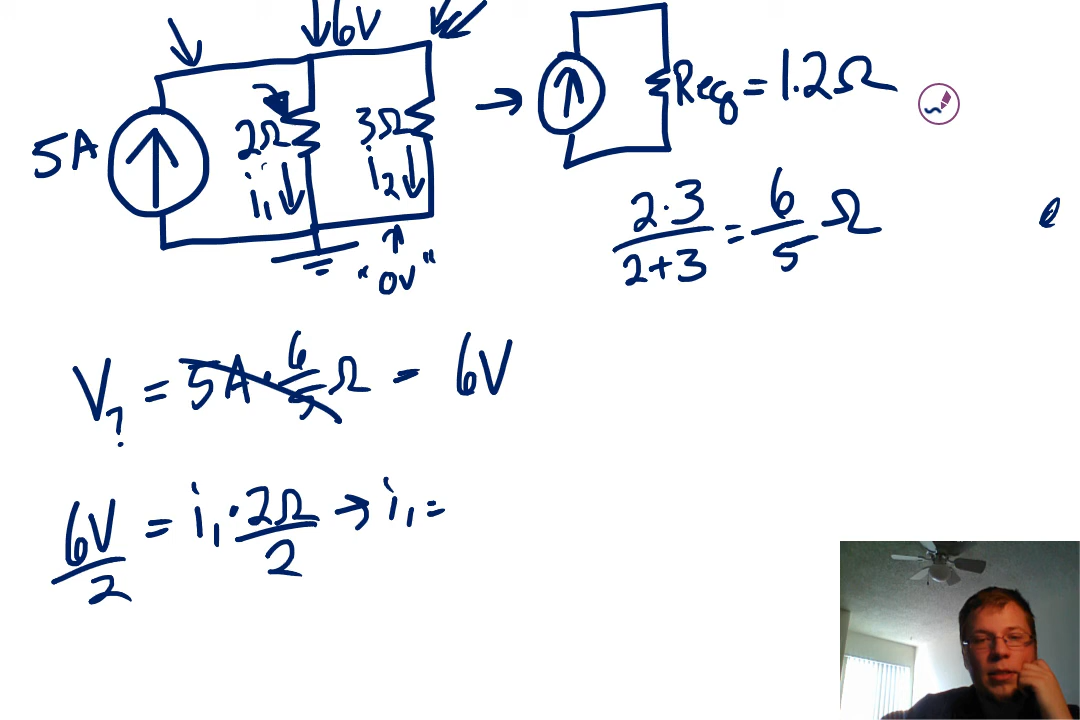 6V
5A
2Ω
3Ω
i₁
i₂
"0V"
Req = 1.2Ω
2·3/2+3 = 6/5 Ω
V? = 5A · 6/5 Ω = 6V
6V/2 = i₁ · 2Ω/2 → i₁ =